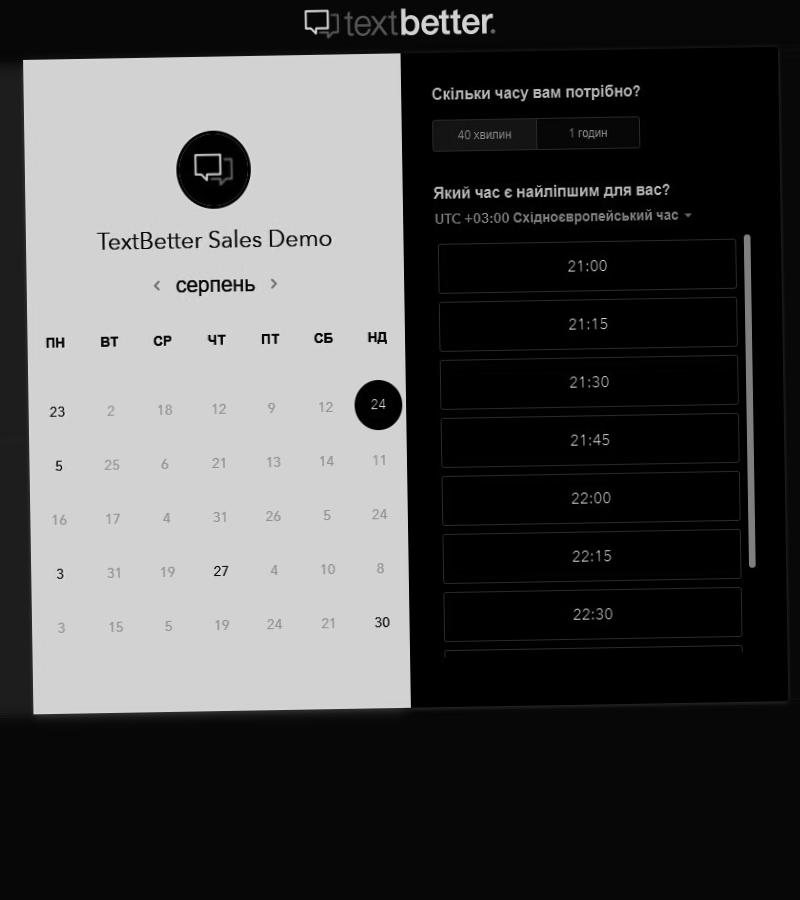 textbetter.
TextBetter Sales Demo
серпень
ПН ВТ СР ЧТ ПТ СБ НД
23 2 18 12 9 12 24
5 25 6 21 13 14 11
16 17 4 31 26 5 24
3 31 19 27 4 10 8
3 15 5 19 24 21 30
Скільки часу вам потрібно?
40 хвилин 1 годин
Який час є найліпшим для вас?
UTC +03:00 Східноєвропейський час
21:00
21:15
21:30
21:45
22:00
22:15
22:30